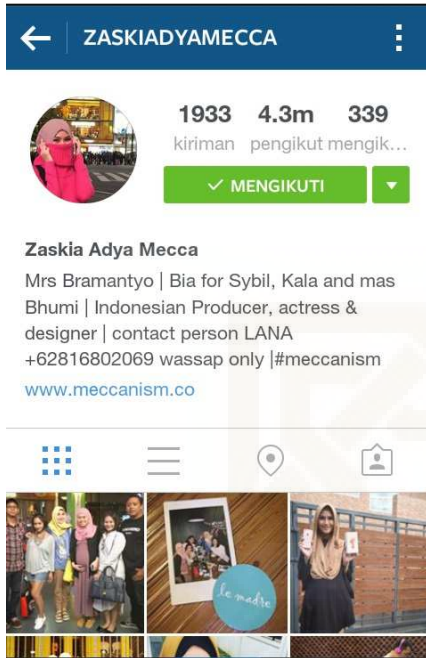 ZASKIADYAMECCA
1933 4.3m 339
kiriman pengikut mengik...
MENGIKUTI
Zaskia Adya Mecca
Mrs Bramantyo | Bia for Sybil, Kala and mas
Bhumi | Indonesian Producer, actress &
designer | contact person LANA
+62816802069 wassap only |#meccanism
www.meccanism.co
le madre